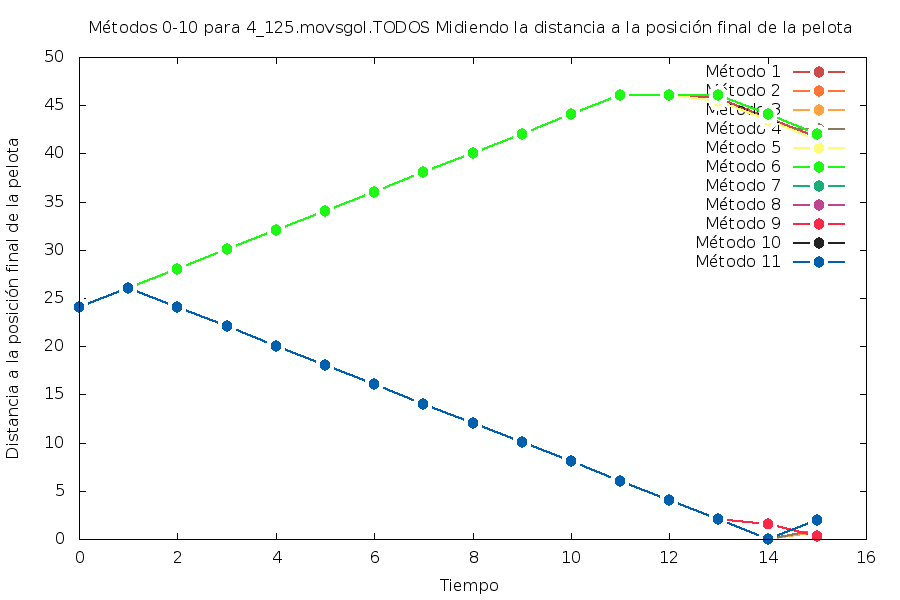 Métodos 0-10 para 4_125.movsgol.TODOS Midiendo la distancia a la posición final de la pelota
Distancia a la posición final de la pelota
50
45
40
35
30
25
20
15
10
5
0
0 2 4 6 8 10 12 14 16
Tiempo
Método 1
Método 2
Método 3
Método 4
Método 5
Método 6
Método 7
Método 8
Método 9
Método 10
Método 11